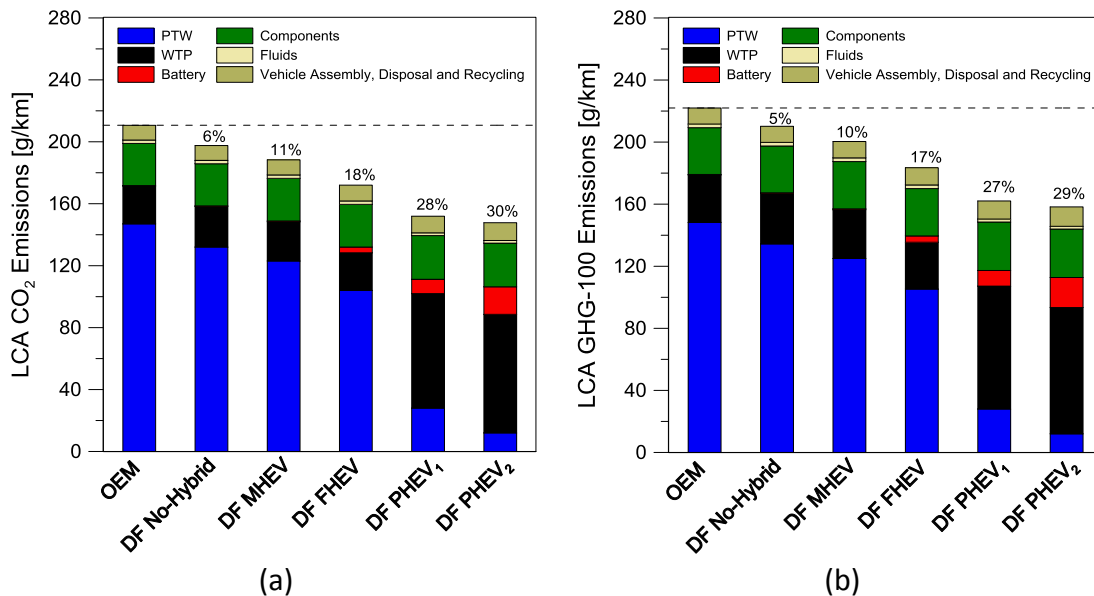 LCA CO₂ Emissions [g/km]
280
240
200
160
120
80
40
0
PTW
WTP
Battery
Components
Fluids
Vehicle Assembly, Disposal and Recycling
6%
11%
18%
28%
30%
OEM
DF No-Hybrid
DF MHEV
DF FHEV
DF PHEV₁
DF PHEV₂
(a)
LCA GHG-100 Emissions [g/km]
280
240
200
160
120
80
40
0
PTW
WTP
Battery
Components
Fluids
Vehicle Assembly, Disposal and Recycling
5%
10%
17%
27%
29%
OEM
DF No-Hybrid
DF MHEV
DF FHEV
DF PHEV₁
DF PHEV₂
(b)